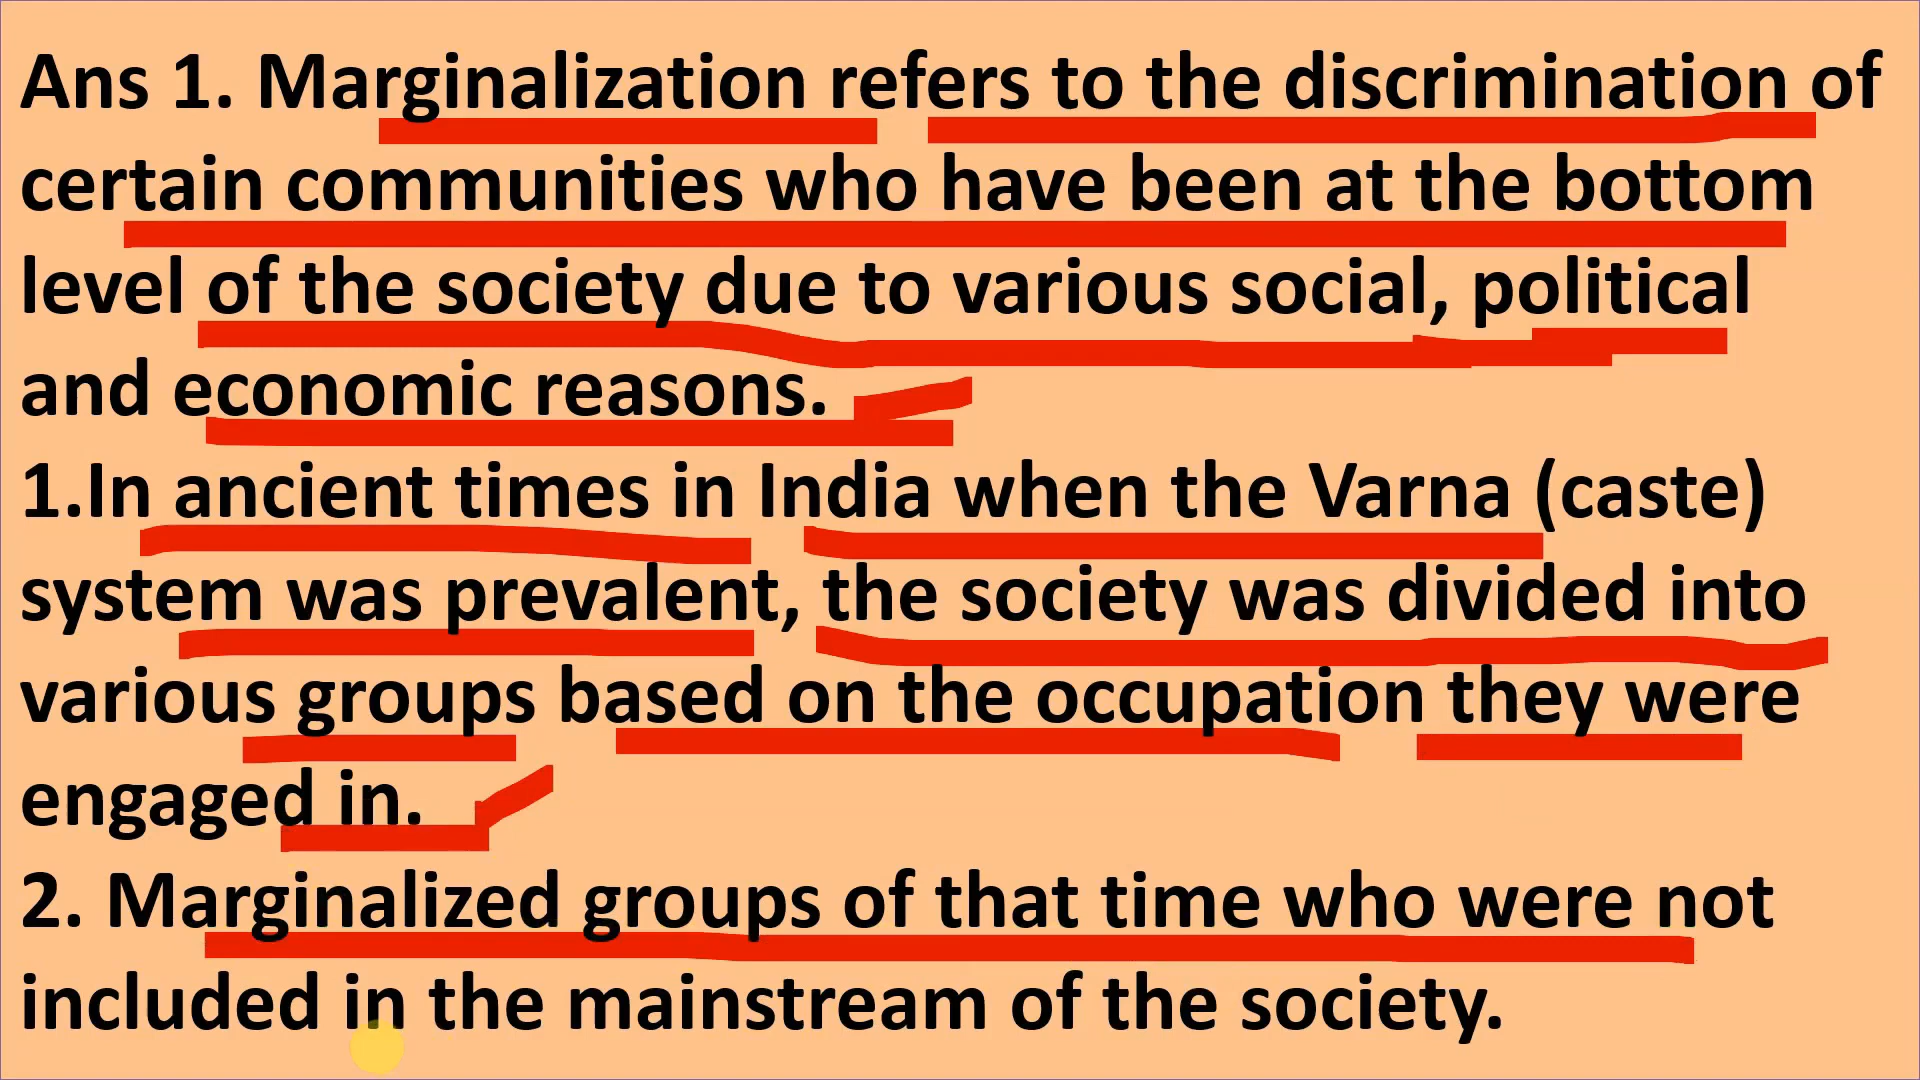 Ans 1. Marginalization refers to the discrimination of
certain communities who have been at the bottom
level of the society due to various social, political
and economic reasons.
1.In ancient times in India when the Varna (caste)
system was prevalent, the society was divided into
various groups based on the occupation they were
engaged in.
2. Marginalized groups of that time who were not
included in the mainstream of the society.